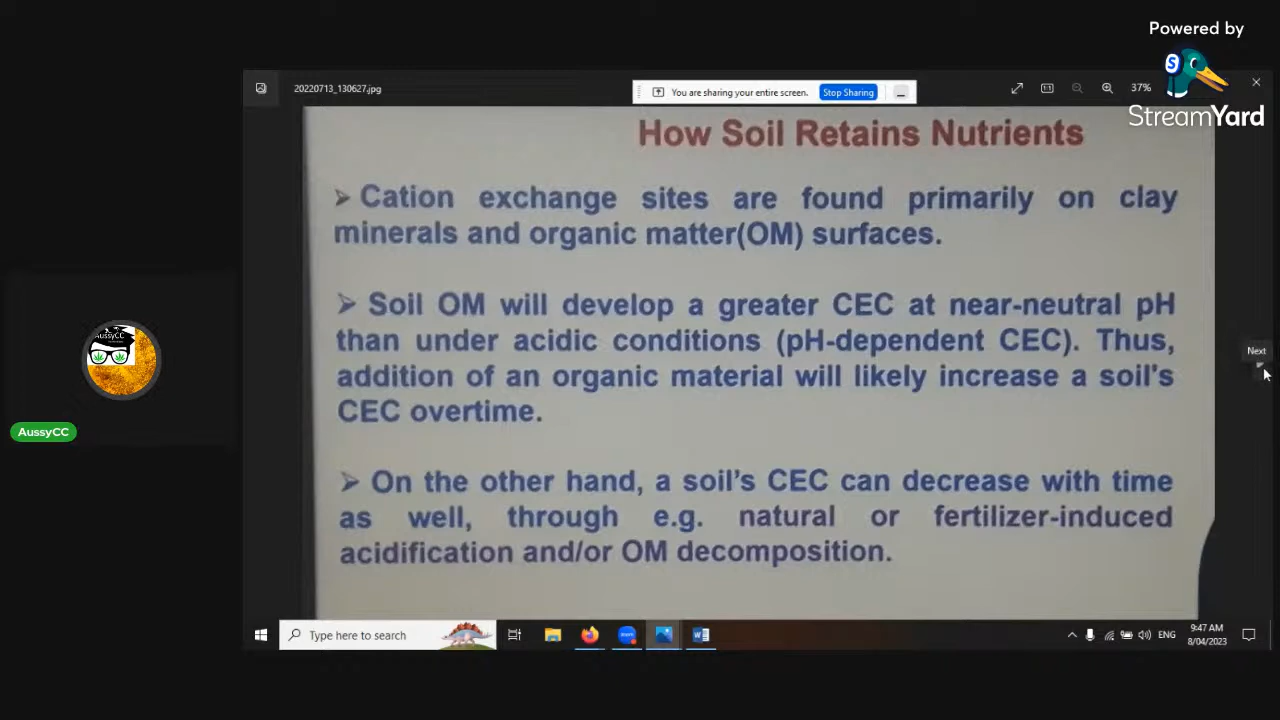 Powered by
S
StreamYard
20220713_130627.jpg
You are sharing your entire screen.
Stop Sharing
37%
How Soil Retains Nutrients
➢ Cation exchange sites are found primarily on clay
minerals and organic matter(OM) surfaces.
➢ Soil OM will develop a greater CEC at near-neutral pH
than under acidic conditions (pH-dependent CEC). Thus,
addition of an organic material will likely increase a soil's
CEC overtime.
➢ On the other hand, a soil's CEC can decrease with time
as well, through e.g. natural or fertilizer-induced
acidification and/or OM decomposition.
Next
AussyCC
AussyCC
Type here to search
ENG
9:47 AM
8/04/2023